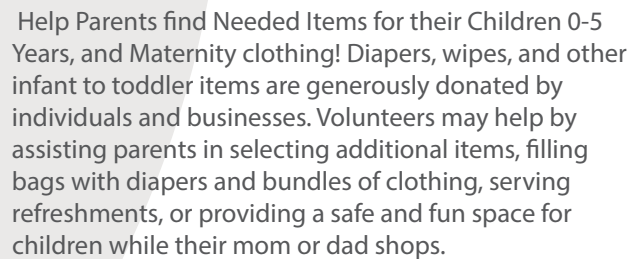 Help Parents find Needed Items for their Children 0-5
Years, and Maternity clothing! Diapers, wipes, and other
infant to toddler items are generously donated by
individuals and businesses. Volunteers may help by
assisting parents in selecting additional items, filling
bags with diapers and bundles of clothing, serving
refreshments, or providing a safe and fun space for
children while their mom or dad shops.